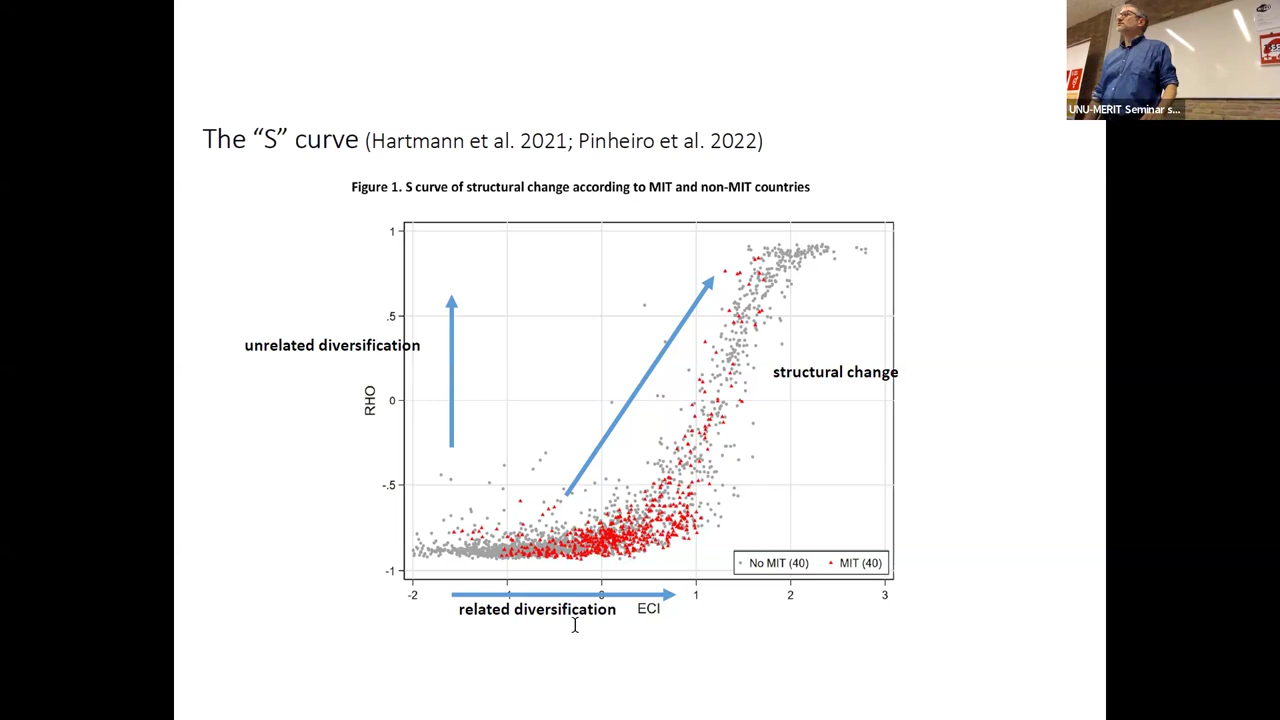 UNU-MERIT Seminar s...
The “S” curve (Hartmann et al. 2021; Pinheiro et al. 2022)
Figure 1. S curve of structural change according to MIT and non-MIT countries
1
.5
0
-.5
-1
RHO
unrelated diversification
structural change
No MIT (40) MIT (40)
-2 -1 0 1 2 3
related diversification ECI